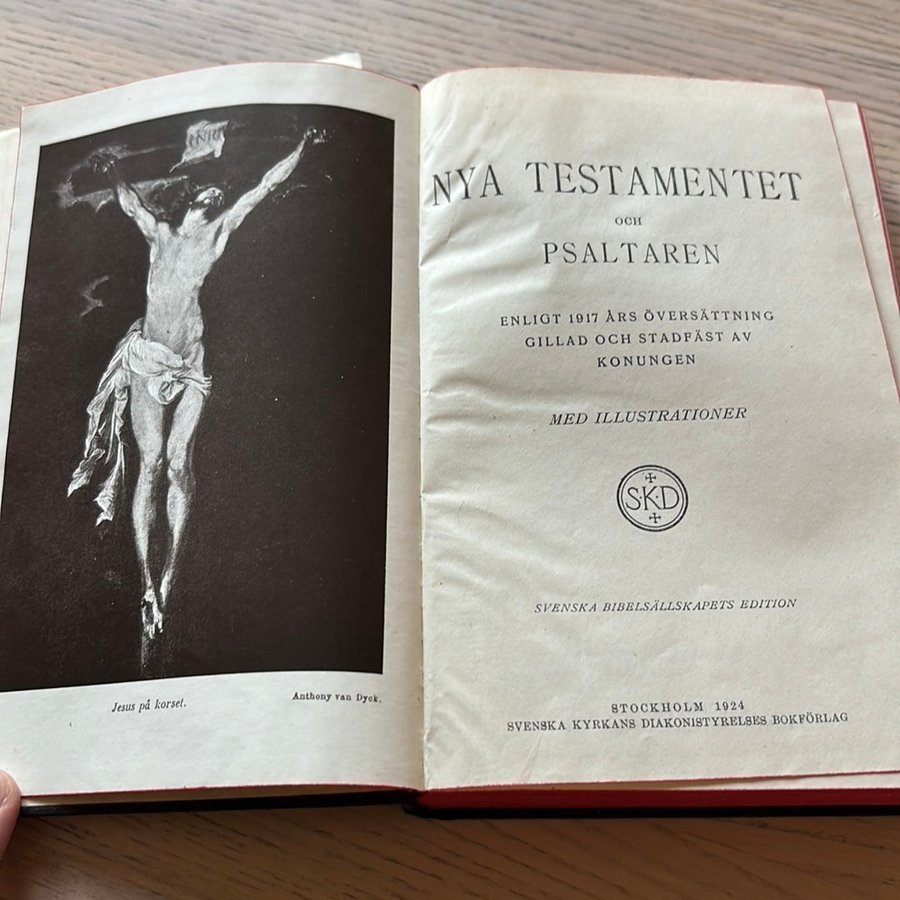 INRI
Jesus på korset.
Anthony van Dyck.
NYA TESTAMENTET
OCH
PSALTAREN
ENLIGT 1917 ÅRS ÖVERSÄTTNING
GILLAD OCH STADFÄST AV
KONUNGEN
MED ILLUSTRATIONER
S·K·D
SVENSKA BIBELSÄLLSKAPETS EDITION
STOCKHOLM 1924
SVENSKA KYRKANS DIAKONISTYRELSES BOKFÖRLAG